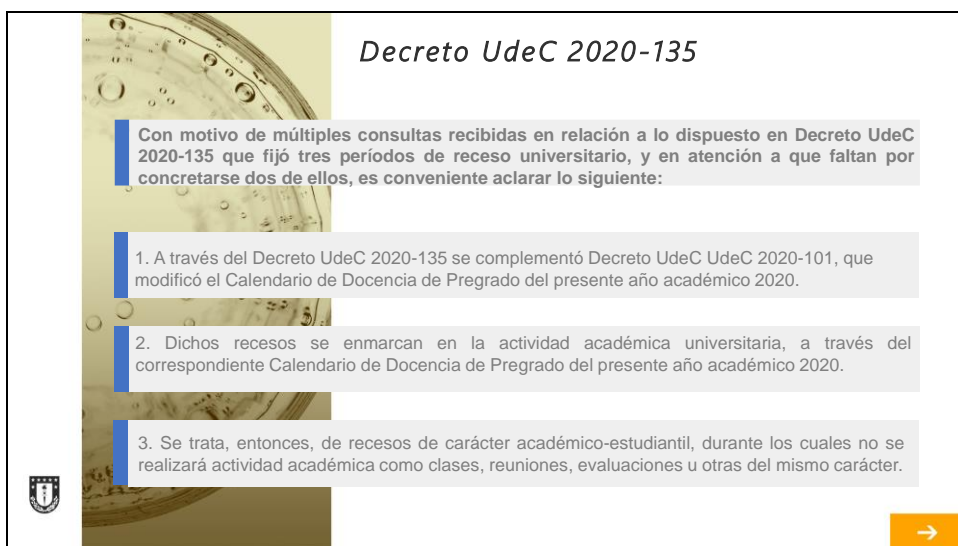 Decreto UdeC 2020-135
Con motivo de múltiples consultas recibidas en relación a lo dispuesto en Decreto UdeC
2020-135 que fijó tres períodos de receso universitario, y en atención a que faltan por
concretarse dos de ellos, es conveniente aclarar lo siguiente:
1. A través del Decreto UdeC 2020-135 se complementó Decreto UdeC UdeC 2020-101, que
modificó el Calendario de Docencia de Pregrado del presente año académico 2020.
2. Dichos recesos se enmarcan en la actividad académica universitaria, a través del
correspondiente Calendario de Docencia de Pregrado del presente año académico 2020.
3. Se trata, entonces, de recesos de carácter académico-estudiantil, durante los cuales no se
realizará actividad académica como clases, reuniones, evaluaciones u otras del mismo carácter.